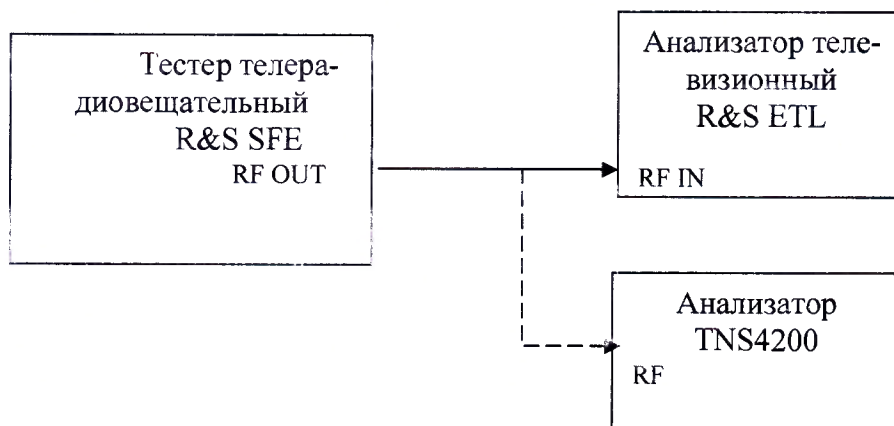 Тестер телера-
диовещательный
R&S SFE
RF OUT
Анализатор теле-
визионный
R&S ETL
RF IN
Анализатор
TNS4200
RF